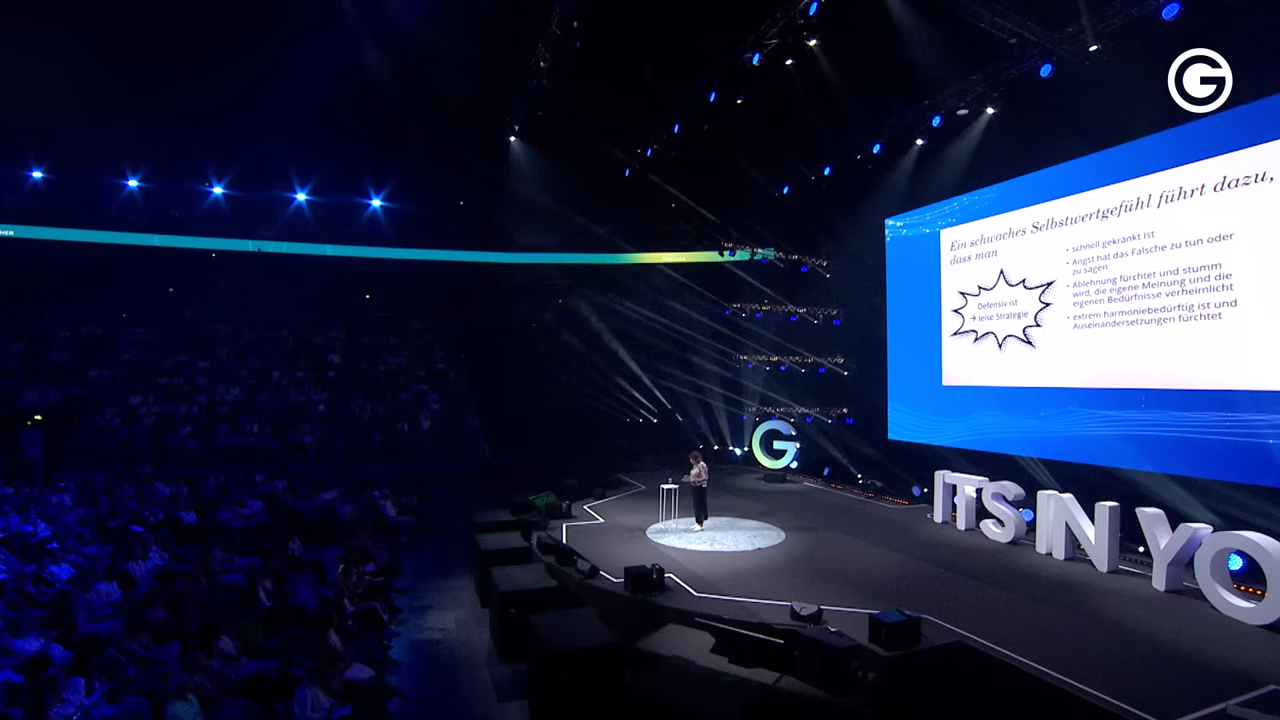 G
HER
Ein schwaches Selbstwertgefühl führt dazu,
dass man
Defensiv ist
→ leise Strategie
• schnell gekränkt ist
• Angst hat das Falsche zu tun oder
zu sagen
• Ablehnung fürchtet und stumm
wird, die eigene Meinung und die
eigenen Bedürfnisse verheimlicht
• extrem harmoniebedürftig ist und
Auseinandersetzungen fürchtet
G
ITS IN YO